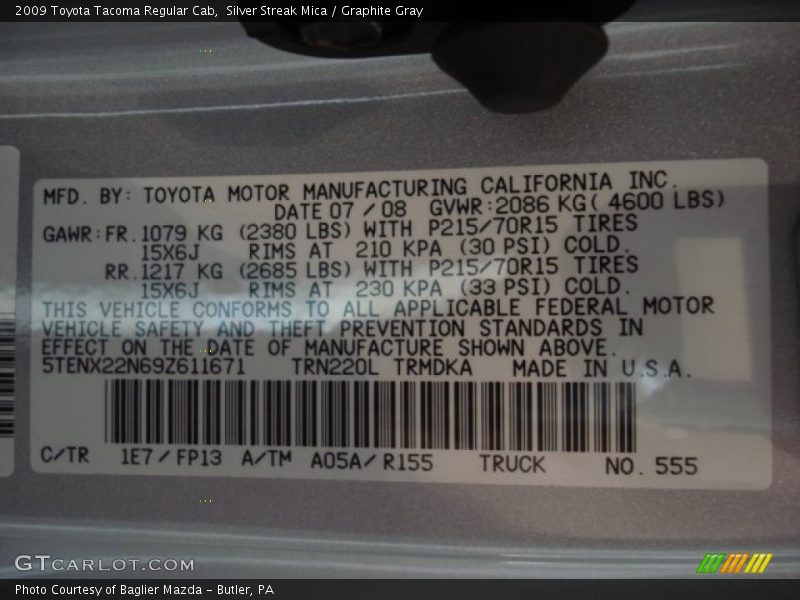 2009 Toyota Tacoma Regular Cab,  Silver Streak Mica / Graphite Gray
MFD. BY: TOYOTA MOTOR MANUFACTURING CALIFORNIA INC.
DATE 07/08 GVWR:2086 KG( 4600 LBS)
GAWR:FR.1079 KG (2380 LBS) WITH P215/70R15 TIRES
15X6J RIMS AT 210 KPA (30 PSI) COLD.
RR.1217 KG (2685 LBS) WITH P215/70R15 TIRES
15X6J RIMS AT 230 KPA (33 PSI) COLD.
THIS VEHICLE CONFORMS TO ALL APPLICABLE FEDERAL MOTOR
VEHICLE SAFETY AND THEFT PREVENTION STANDARDS IN
EFFECT ON THE DATE OF MANUFACTURE SHOWN ABOVE.
5TENX22N69Z611671 TRN220L TRMDKA MADE IN U.S.A.
C/TR 1E7/FP13 A/TM A05A/R155 TRUCK NO. 555
GTCARLOT.COM
Photo Courtesy of Baglier Mazda - Butler, PA